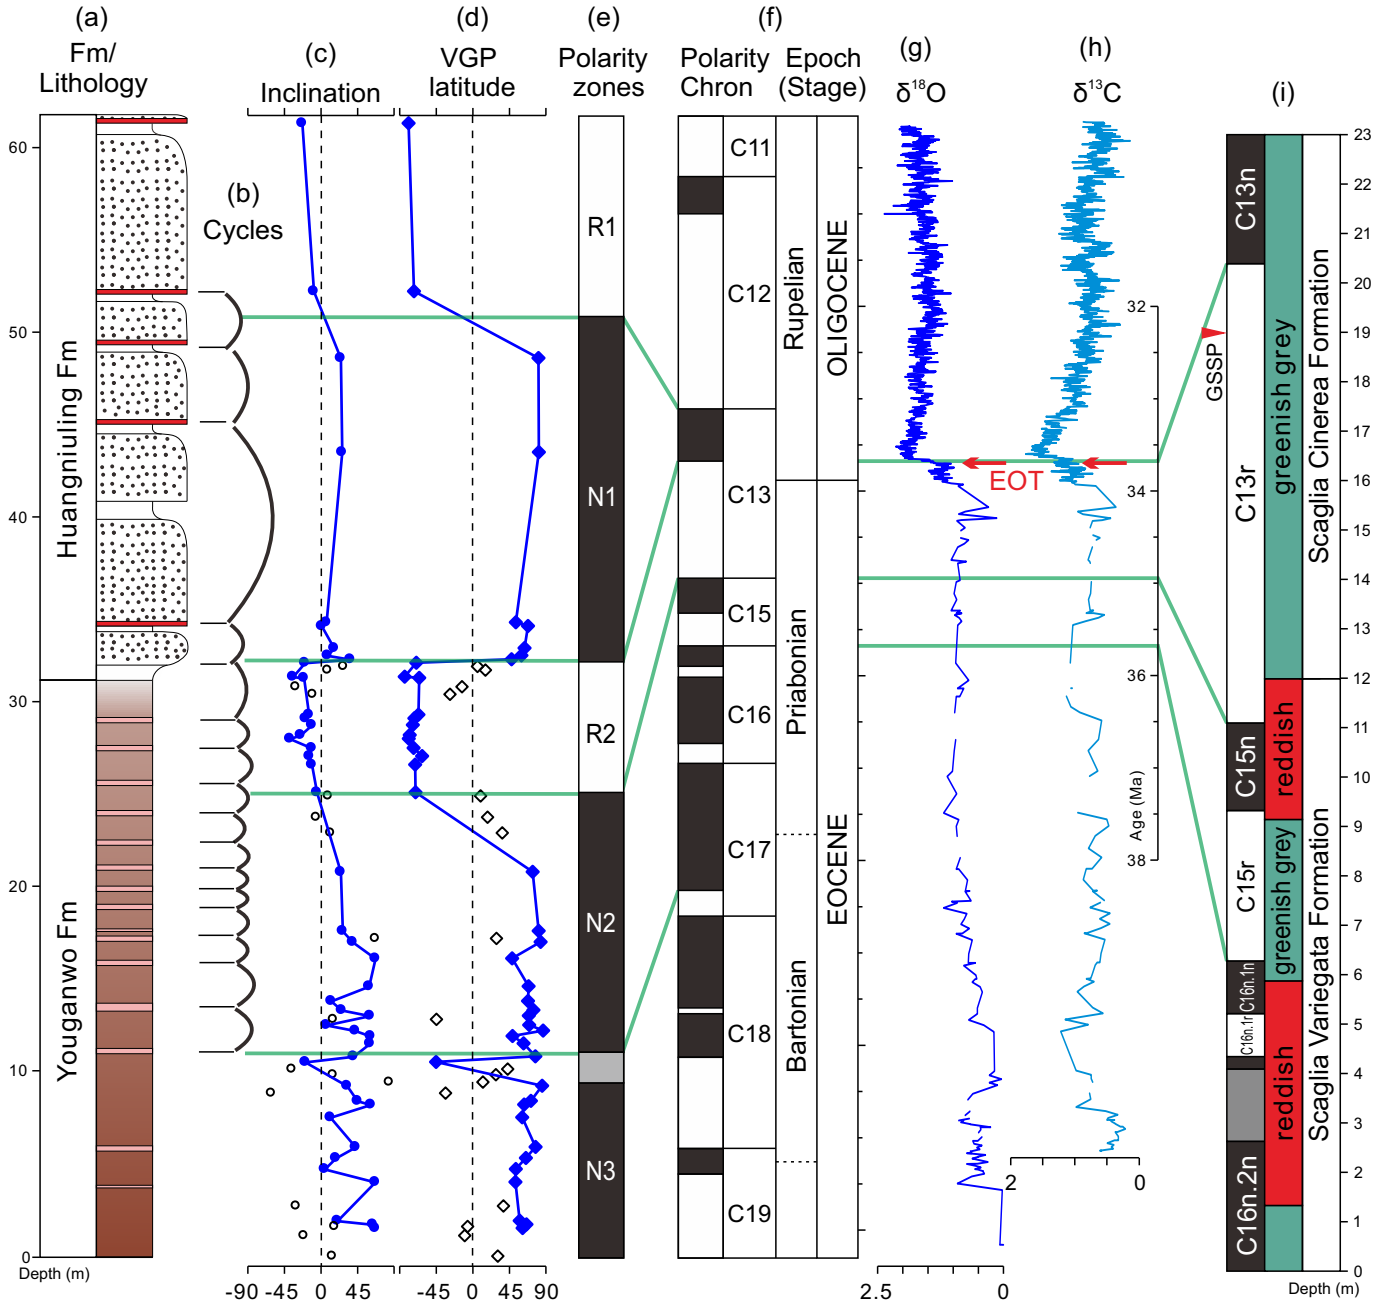 (a)
Fm/
Lithology
(b)
Cycles
(c)
Inclination
(d)
VGP
latitude
(e)
Polarity
zones
(f)
Polarity
Chron
Epoch
(Stage)
(g)
δ¹⁸O
(h)
δ¹³C
(i)
60
50
40
30
20
10
0
Depth (m)
Huangniuling Fm
Youganwo Fm
-90 -45 0 45
-45 0 45 90
R1
N1
R2
N2
N3
C11
C12
C13
C15
C16
C17
C18
C19
Rupelian
Priabonian
Bartonian
OLIGOCENE
EOCENE
EOT
2.5
0
2
0
32
34
36
38
Age (Ma)
GSSP
C13n
C13r
C15n
C15r
C16n.1n
C16n.1r
C16n.2n
greenish grey
reddish
greenish grey
reddish
Scaglia Cinerea Formation
Scaglia Variegata Formation
23
22
21
20
19
18
17
16
15
14
13
12
11
10
9
8
7
6
5
4
3
2
1
0
Depth (m)